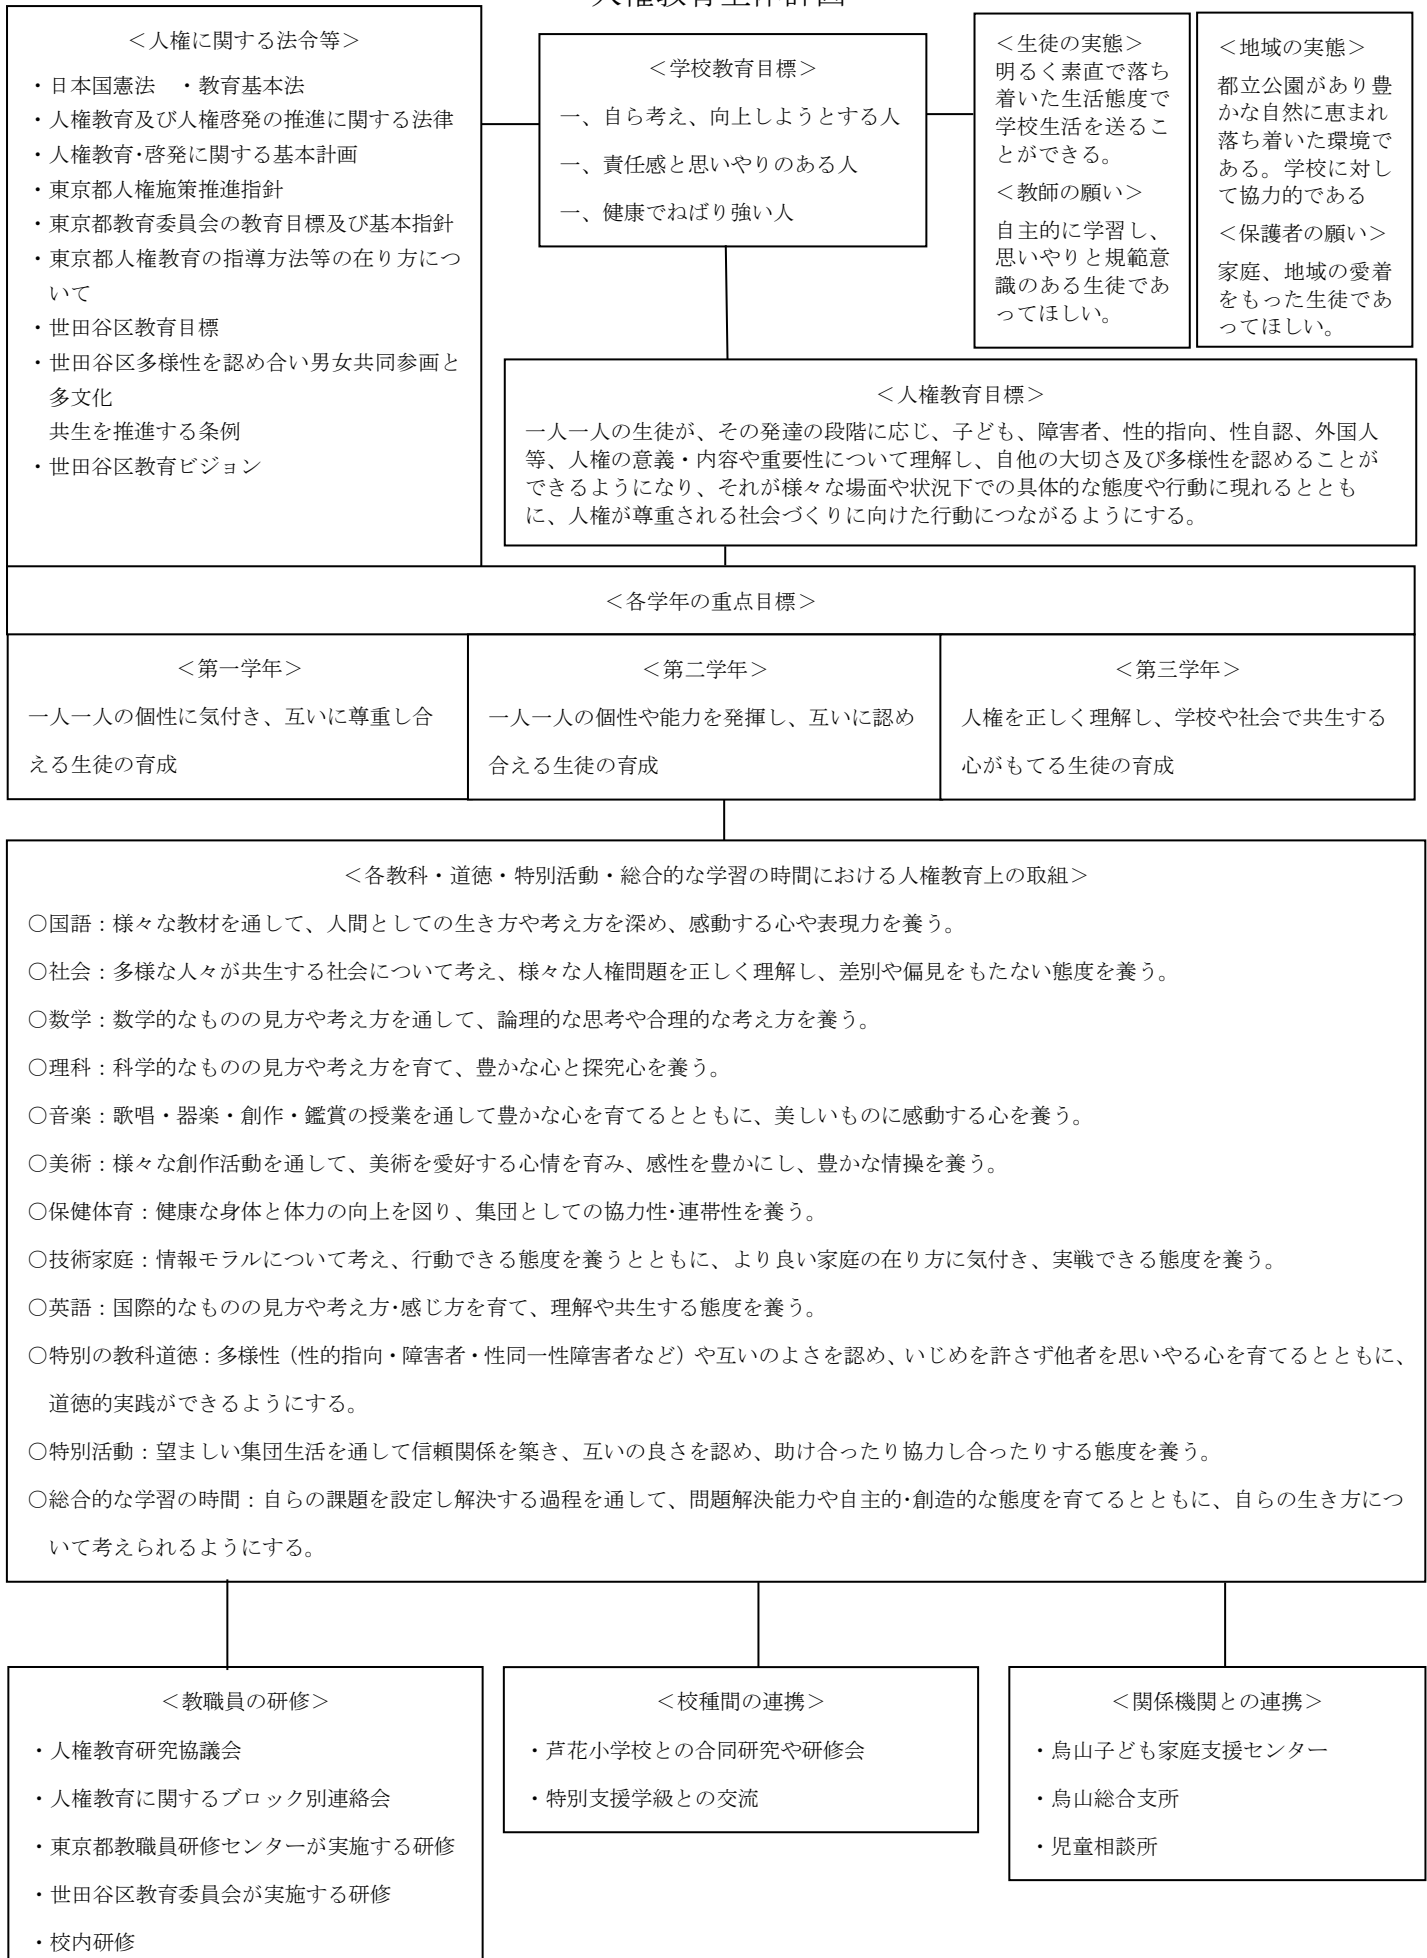 人権教育全体計画
＜人権に関する法令等＞
・日本国憲法　・教育基本法
・人権教育及び人権啓発の推進に関する法律
・人権教育･啓発に関する基本計画
・東京都人権施策推進指針
・東京都教育委員会の教育目標及び基本指針
・東京都人権教育の指導方法等の在り方につ
いて
・世田谷区教育目標
・世田谷区多様性を認め合い男女共同参画と
多文化
共生を推進する条例
・世田谷区教育ビジョン
＜学校教育目標＞
一、自ら考え、向上しようとする人
一、責任感と思いやりのある人
一、健康でねばり強い人
＜生徒の実態＞
明るく素直で落ち
着いた生活態度で
学校生活を送るこ
とができる。
＜教師の願い＞
自主的に学習し、
思いやりと規範意
識のある生徒であ
ってほしい。
＜地域の実態＞
都立公園があり豊
かな自然に恵まれ
落ち着いた環境で
ある。学校に対し
て協力的である
＜保護者の願い＞
家庭、地域の愛着
をもった生徒であ
ってほしい。
＜人権教育目標＞
一人一人の生徒が、その発達の段階に応じ、子ども、障害者、性的指向、性自認、外国人
等、人権の意義・内容や重要性について理解し、自他の大切さ及び多様性を認めることが
できるようになり、それが様々な場面や状況下での具体的な態度や行動に現れるととも
に、人権が尊重される社会づくりに向けた行動につながるようにする。
＜各学年の重点目標＞
＜第一学年＞
一人一人の個性に気付き、互いに尊重し合
える生徒の育成
＜第二学年＞
一人一人の個性や能力を発揮し、互いに認め
合える生徒の育成
＜第三学年＞
人権を正しく理解し、学校や社会で共生する
心がもてる生徒の育成
＜各教科・道徳・特別活動・総合的な学習の時間における人権教育上の取組＞
○国語：様々な教材を通して、人間としての生き方や考え方を深め、感動する心や表現力を養う。
○社会：多様な人々が共生する社会について考え、様々な人権問題を正しく理解し、差別や偏見をもたない態度を養う。
○数学：数学的なものの見方や考え方を通して、論理的な思考や合理的な考え方を養う。
○理科：科学的なものの見方や考え方を育て、豊かな心と探究心を養う。
○音楽：歌唱・器楽・創作・鑑賞の授業を通して豊かな心を育てるとともに、美しいものに感動する心を養う。
○美術：様々な創作活動を通して、美術を愛好する心情を育み、感性を豊かにし、豊かな情操を養う。
○保健体育：健康な身体と体力の向上を図り、集団としての協力性･連帯性を養う。
○技術家庭：情報モラルについて考え、行動できる態度を養うとともに、より良い家庭の在り方に気付き、実戦できる態度を養う。
○英語：国際的なものの見方や考え方･感じ方を育て、理解や共生する態度を養う。
○特別の教科道徳：多様性（性的指向・障害者・性同一性障害者など）や互いのよさを認め、いじめを許さず他者を思いやる心を育てるとともに、
道徳的実践ができるようにする。
○特別活動：望ましい集団生活を通して信頼関係を築き、互いの良さを認め、助け合ったり協力し合ったりする態度を養う。
○総合的な学習の時間：自らの課題を設定し解決する過程を通して、問題解決能力や自主的･創造的な態度を育てるとともに、自らの生き方につ
いて考えられるようにする。
＜教職員の研修＞
・人権教育研究協議会
・人権教育に関するブロック別連絡会
・東京都教職員研修センターが実施する研修
・世田谷区教育委員会が実施する研修
・校内研修
＜校種間の連携＞
・芦花小学校との合同研究や研修会
・特別支援学級との交流
＜関係機関との連携＞
・烏山子ども家庭支援センター
・烏山総合支所
・児童相談所